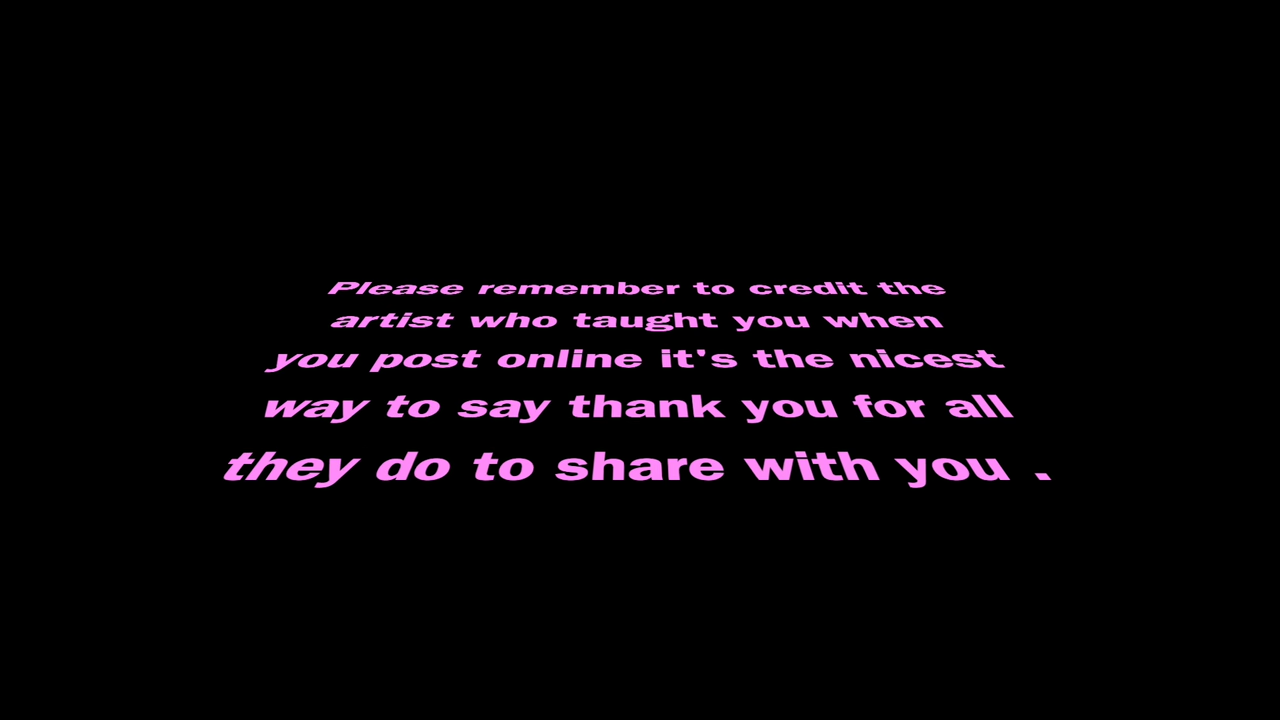 Please remember to credit the
artist who taught you when
you post online it's the nicest
way to say thank you for all
they do to share with you .